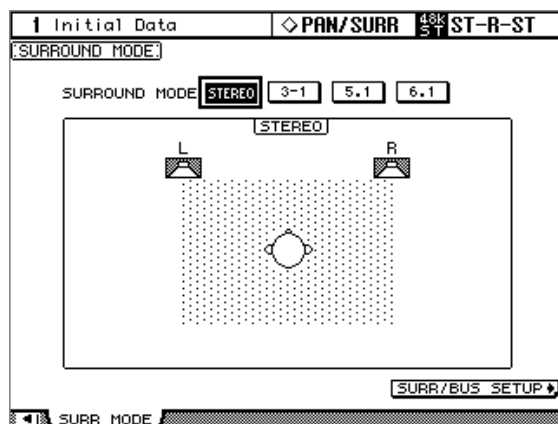 1 Initial Data ◇PAN/SURR 48k ST ST-R-ST
SURROUND MODE
SURROUND MODE STEREO 3-1 5.1 6.1
STEREO
L R
SURR/BUS SETUP
SURR MODE